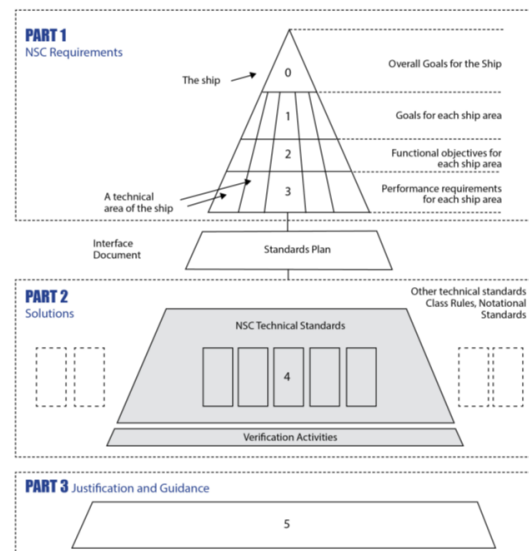 PART 1
NSC Requirements
The ship
0
Overall Goals for the Ship
1
Goals for each ship area
2
Functional objectives for
each ship area
A technical
area of the ship
3
Performance requirements
for each ship area
Interface
Document
Standards Plan
PART 2
Solutions
Other technical standards
Class Rules, Notational
Standards
NSC Technical Standards
4
Verification Activities
PART 3 Justification and Guidance
5